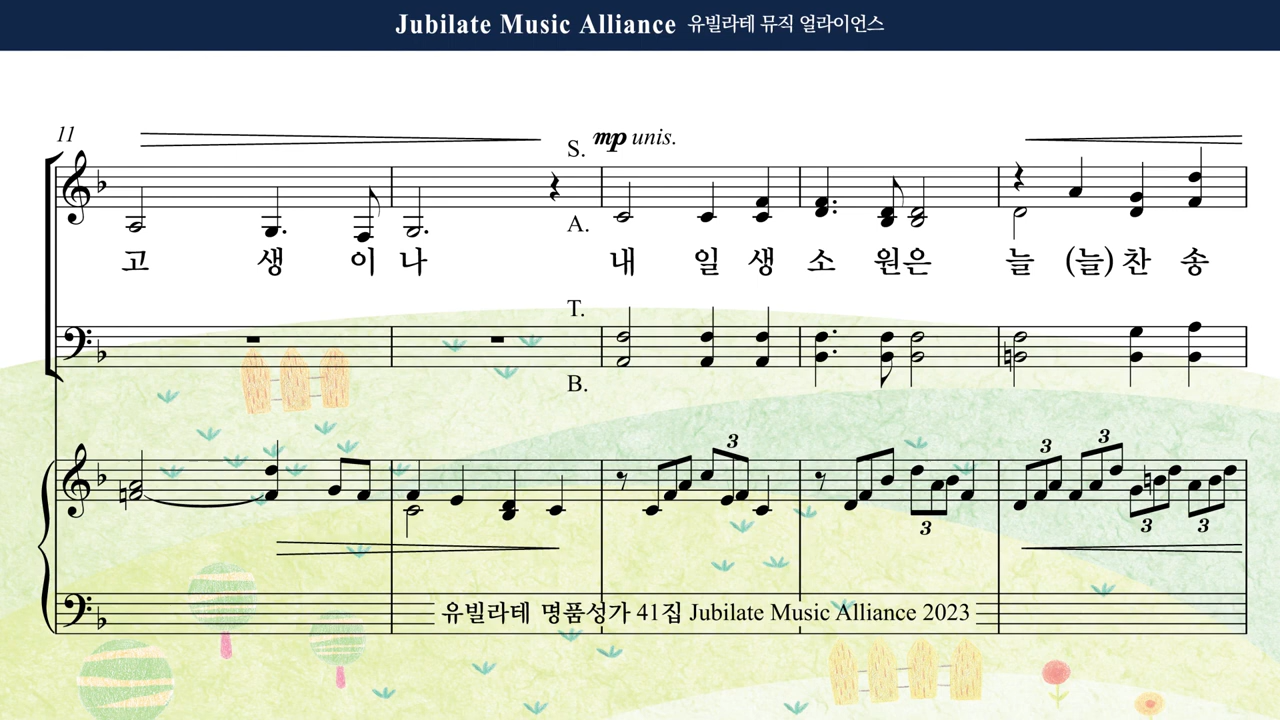 Jubilate Music Alliance 유빌라테 뮤직 얼라이언스
11
S. mp unis.
A.
고 생 이 나 내 일 생 소 원은 늘 (늘) 찬 송
T.
B.
3 3 3
3 3 3
유빌라테 명품성가 41집 Jubilate Music Alliance 2023